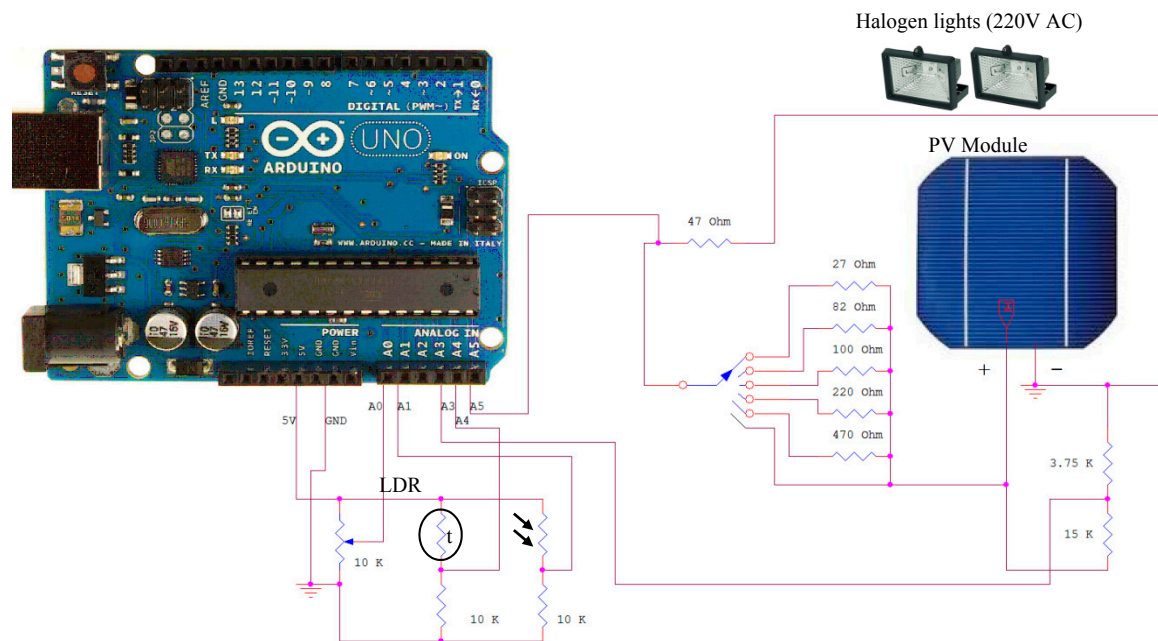 Halogen lights (220V AC)
PV Module
RESET
AREF
GND
13
12
~11
~10
~9
8
7
~6
~5
4
~3
2
TX→1
RX←0
DIGITAL (PWM~)
L
TX
RX
ARDUINO
UNO
ON
ICSP
WWW.ARDUINO.CC - MADE IN ITALY
47
16V
POWER
ANALOG IN
IOREF
RESET
3.3V
5V
GND
GND
Vin
A0
A1
A2
A3
A4
A5
47 Ohm
27 Ohm
82 Ohm
100 Ohm
220 Ohm
470 Ohm
+
−
3.75 K
15 K
A0
A1
A3
A4
A5
5V
GND
LDR
t
10 K
10 K
10 K